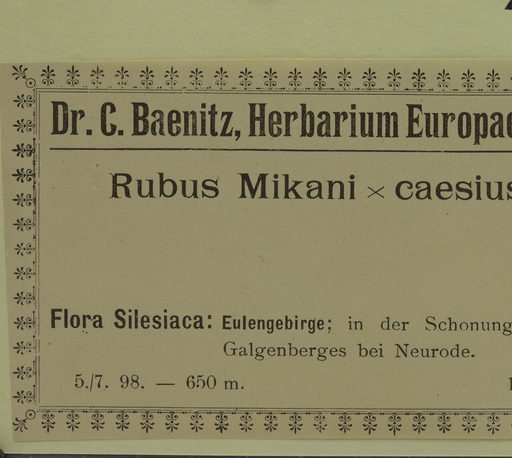 Dr. C. Baenitz, Herbarium Europae
Rubus Mikani × caesius
Flora Silesiaca: Eulengebirge; in der Schonung
Galgenberges bei Neurode.
5./7. 98. — 650 m.